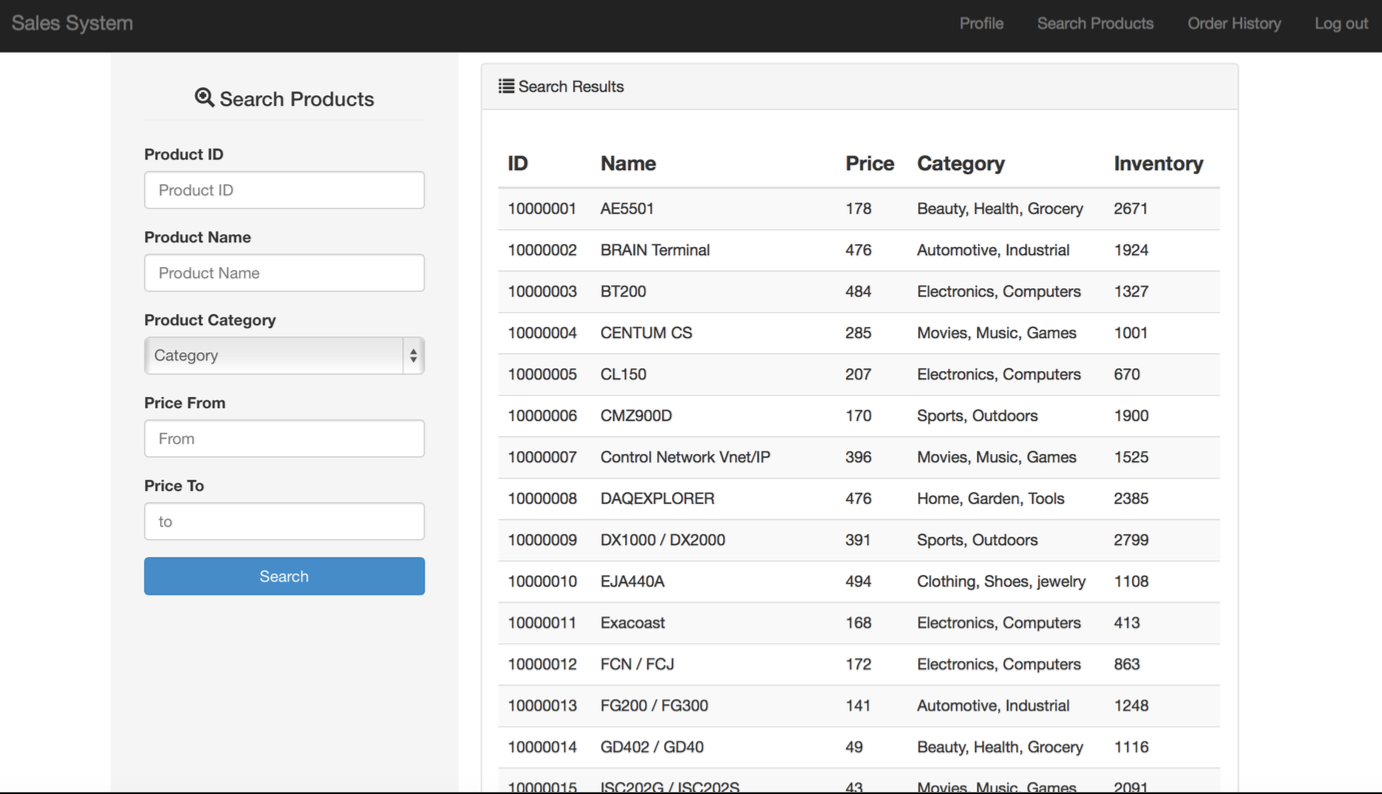 Sales System Profile Search Products Order History Log out
Search Products
Product ID
Product ID
Product Name
Product Name
Product Category
Category
Price From
From
Price To
to
Search
Search Results
ID Name Price Category Inventory
10000001 AE5501 178 Beauty, Health, Grocery 2671
10000002 BRAIN Terminal 476 Automotive, Industrial 1924
10000003 BT200 484 Electronics, Computers 1327
10000004 CENTUM CS 285 Movies, Music, Games 1001
10000005 CL150 207 Electronics, Computers 670
10000006 CMZ900D 170 Sports, Outdoors 1900
10000007 Control Network Vnet/IP 396 Movies, Music, Games 1525
10000008 DAQEXPLORER 476 Home, Garden, Tools 2385
10000009 DX1000 / DX2000 391 Sports, Outdoors 2799
10000010 EJA440A 494 Clothing, Shoes, jewelry 1108
10000011 Exacoast 168 Electronics, Computers 413
10000012 FCN / FCJ 172 Electronics, Computers 863
10000013 FG200 / FG300 141 Automotive, Industrial 1248
10000014 GD402 / GD40 49 Beauty, Health, Grocery 1116
10000015 ISC202G / ISC202S 43 Movies, Music, Games 2091